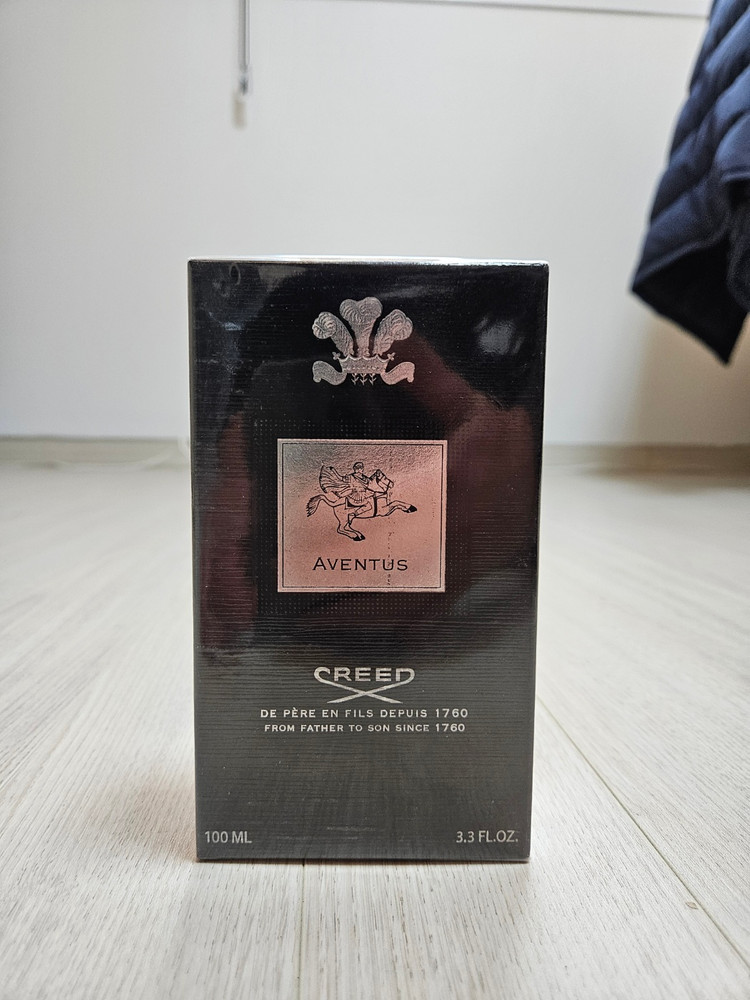 AVENTUS
CREED
DE PÈRE EN FILS DEPUIS 1760
FROM FATHER TO SON SINCE 1760
100 ML
3.3 FL.OZ.